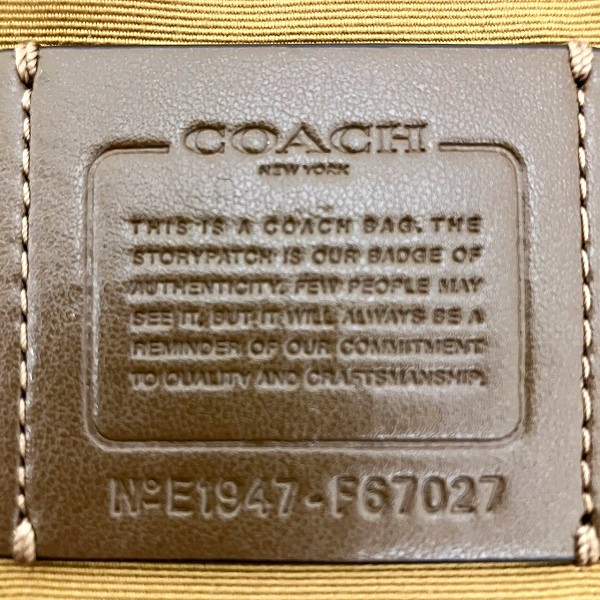 COACH
NEW YORK
THIS IS A COACH BAG. THE
STORYPATCH IS OUR BADGE OF
AUTHENTICITY. FEW PEOPLE MAY
SEE IT, BUT IT WILL ALWAYS BE A
REMINDER OF OUR COMMITMENT
TO QUALITY AND CRAFTSMANSHIP.
NºE1947-F67027